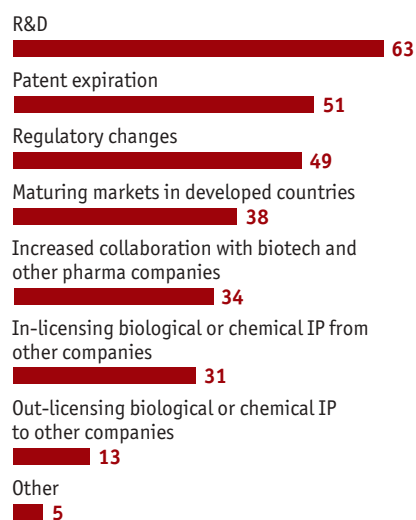 R&D
63
Patent expiration
51
Regulatory changes
49
Maturing markets in developed countries
38
Increased collaboration with biotech and
other pharma companies
34
In-licensing biological or chemical IP from
other companies
31
Out-licensing biological or chemical IP
to other companies
13
Other
5